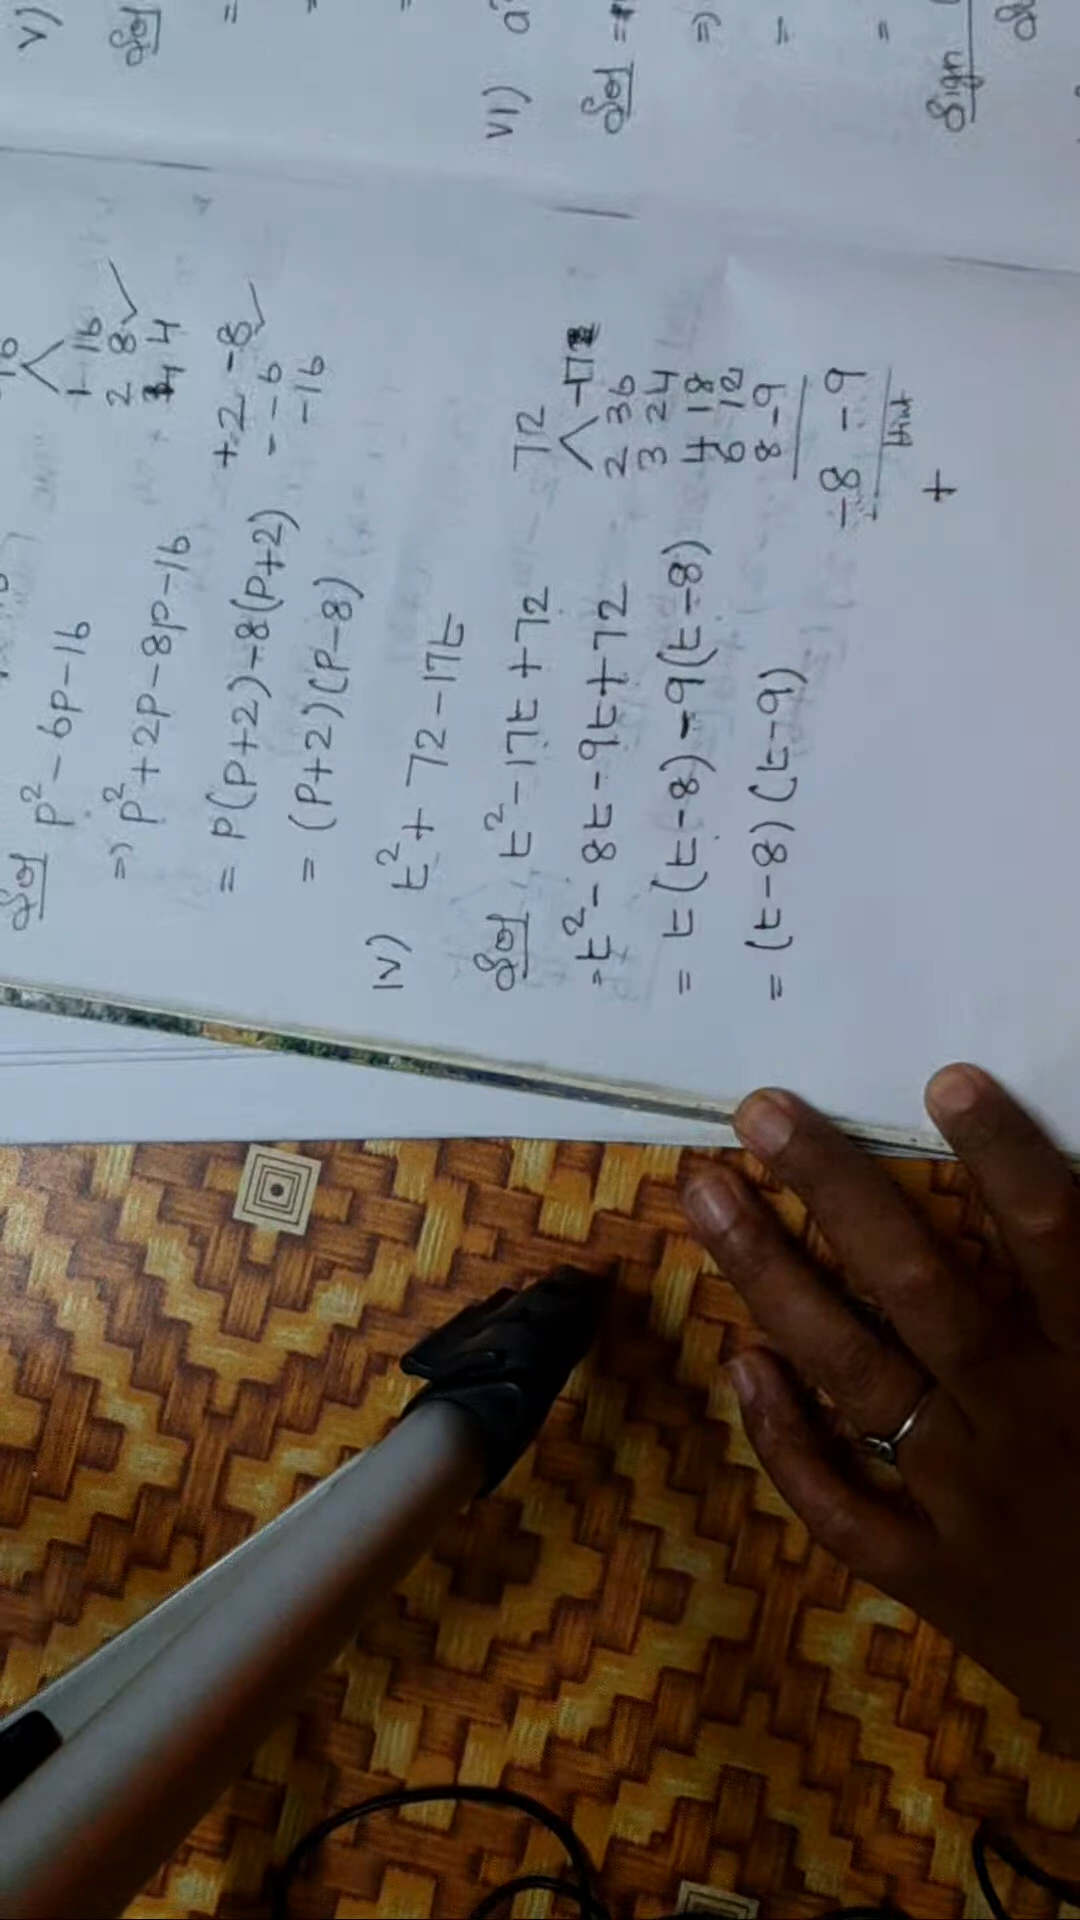 Sol p² - 6p - 16
=> p² + 2p - 8p - 16
= p(p+2) - 8(p+2)
= (p+2)(p-8)
1 16
2 8 ✓
4 4
+2 -8 ✓
- - 6
-16
iv) t² + 72 - 17t
Sol t² - 17t + 72
= t² - 8t - 9t + 72
= t(t-8) - 9(t-8)
= (t-8)(t-9)
72
2 36
3 24
4 18
6 12
8 - 9
-8 -9
Hint
+
v)
Sol
=
vi)
Sol =
=>
=
=
Sign